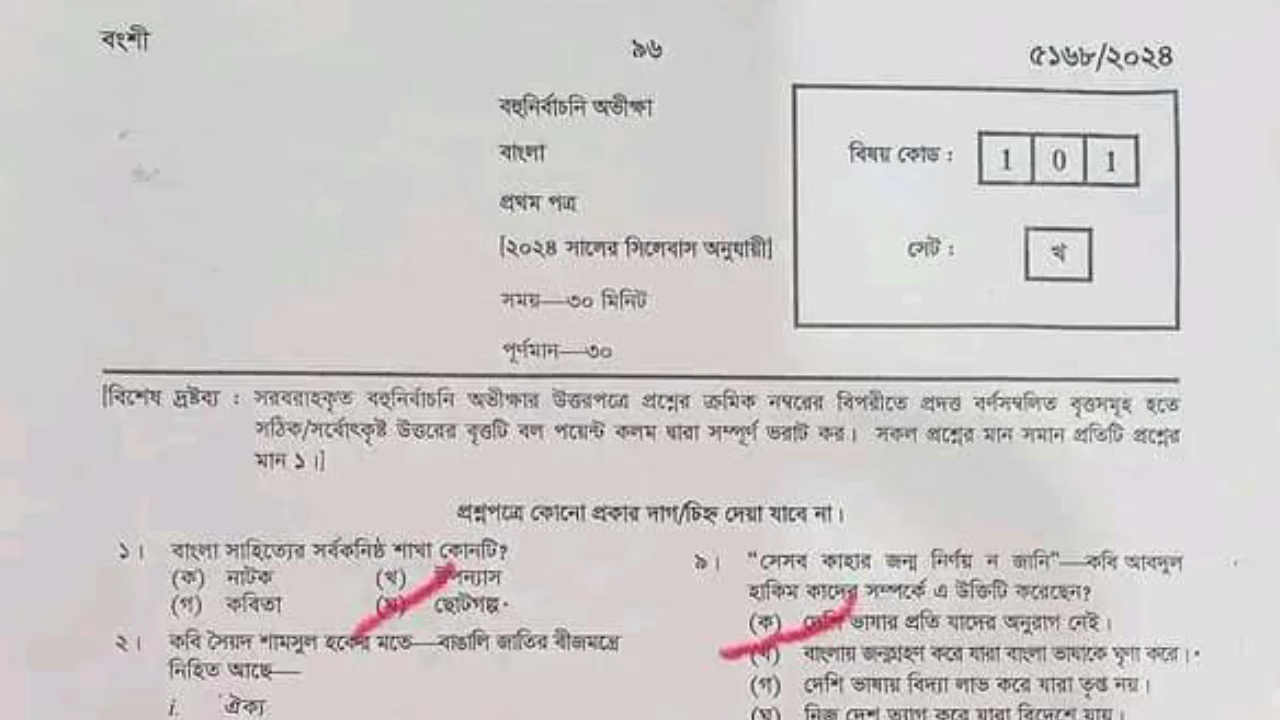 বংশী
৯৬
৫১৬৮/২০২৪
বহুনির্বাচনি অভীক্ষা
বাংলা
প্রথম পত্র
[২০২৪ সালের সিলেবাস অনুযায়ী]
সময়—৩০ মিনিট
পূর্ণমান—৩০
বিষয় কোড : 1 0 1
সেট : খ
[বিশেষ দ্রষ্টব্য : সরবরাহকৃত বহুনির্বাচনি অভীক্ষার উত্তরপত্রে প্রশ্নের ক্রমিক নম্বরের বিপরীতে প্রদত্ত বর্ণসম্বলিত বৃত্তসমূহ হতে
সঠিক/সর্বোৎকৃষ্ট উত্তরের বৃত্তটি বল পয়েন্ট কলম দ্বারা সম্পূর্ণ ভরাট কর। সকল প্রশ্নের মান সমান প্রতিটি প্রশ্নের
মান ১।]
প্রশ্নপত্রে কোনো প্রকার দাগ/চিহ্ন দেয়া যাবে না।
১। বাংলা সাহিত্যের সর্বকনিষ্ঠ শাখা কোনটি?
(ক) নাটক (খ) উপন্যাস
(গ) কবিতা (ঘ) ছোটগল্প
২। কবি সৈয়দ শামসুল হকের মতে—বাঙালি জাতির বীজমন্ত্রে
নিহিত আছে—
i. ঐক্য
৯। "সেসব কাহার জন্ম নির্ণয় ন জানি"—কবি আবদুল
হাকিম কাদের সম্পর্কে এ উক্তিটি করেছেন?
(ক) দেশি ভাষার প্রতি যাদের অনুরাগ নেই।
(খ) বাংলায় জন্মগ্রহণ করে যারা বাংলা ভাষাকে ঘৃণা করে।
(গ) দেশি ভাষায় বিদ্যা লাভ করে যারা তৃপ্ত নয়।
(ঘ) নিজ দেশ ত্যাগ করে যারা বিদেশে যায়।